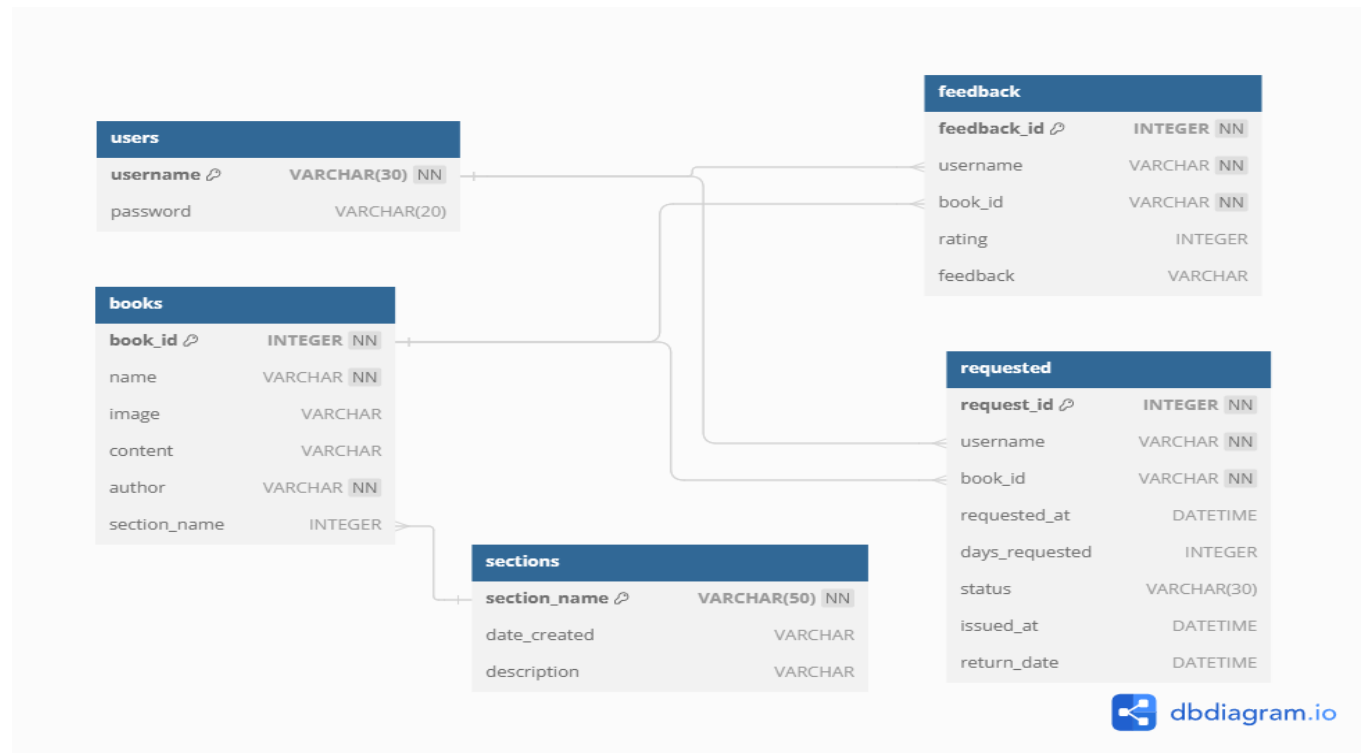 users
username VARCHAR(30) NN
password VARCHAR(20)
books
book_id INTEGER NN
name VARCHAR NN
image VARCHAR
content VARCHAR
author VARCHAR NN
section_name INTEGER
sections
section_name VARCHAR(50) NN
date_created VARCHAR
description VARCHAR
feedback
feedback_id INTEGER NN
username VARCHAR NN
book_id VARCHAR NN
rating INTEGER
feedback VARCHAR
requested
request_id INTEGER NN
username VARCHAR NN
book_id VARCHAR NN
requested_at DATETIME
days_requested INTEGER
status VARCHAR(30)
issued_at DATETIME
return_date DATETIME
dbdiagram.io